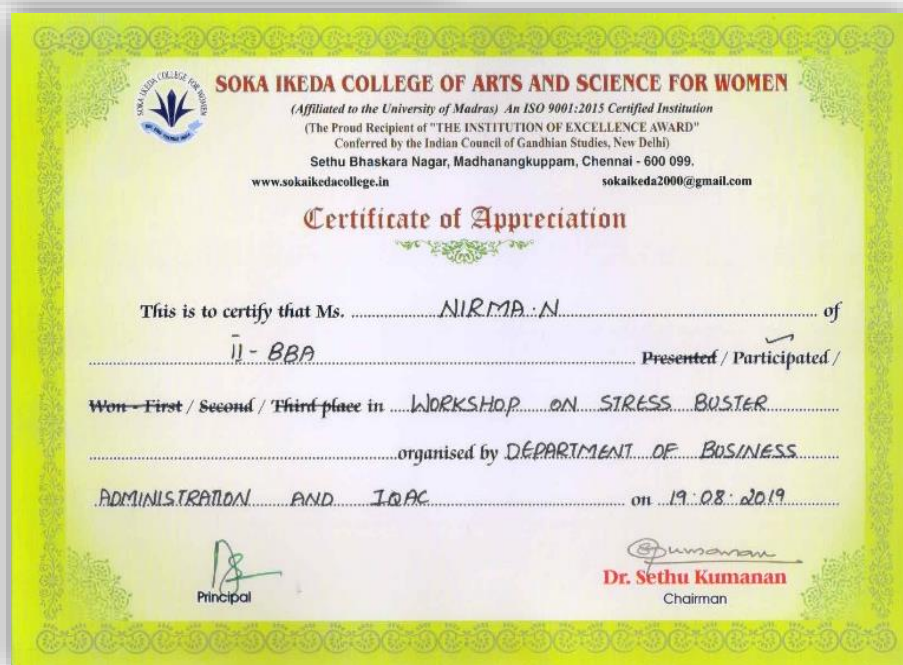 SOKA IKEDA COLLEGE OF ARTS AND SCIENCE FOR WOMEN
SOKA IKEDA COLLEGE FOR WOMEN
(Affiliated to the University of Madras) An ISO 9001:2015 Certified Institution
(The Proud Recipient of "THE INSTITUTION OF EXCELLENCE AWARD"
Conferred by the Indian Council of Gandhian Studies, New Delhi)
Sethu Bhaskara Nagar, Madhanangkuppam, Chennai - 600 099.
www.sokaikedacollege.in sokaikeda2000@gmail.com
Certificate of Appreciation
This is to certify that Ms. NIRMA.N of
II - BBA Presented / Participated /
Won - First / Second / Third place in WORKSHOP ON STRESS BUSTER
organised by DEPARTMENT OF BUSINESS
ADMINISTRATION AND IQAC on 19.08.2019
Principal
Dr. Sethu Kumanan
Chairman